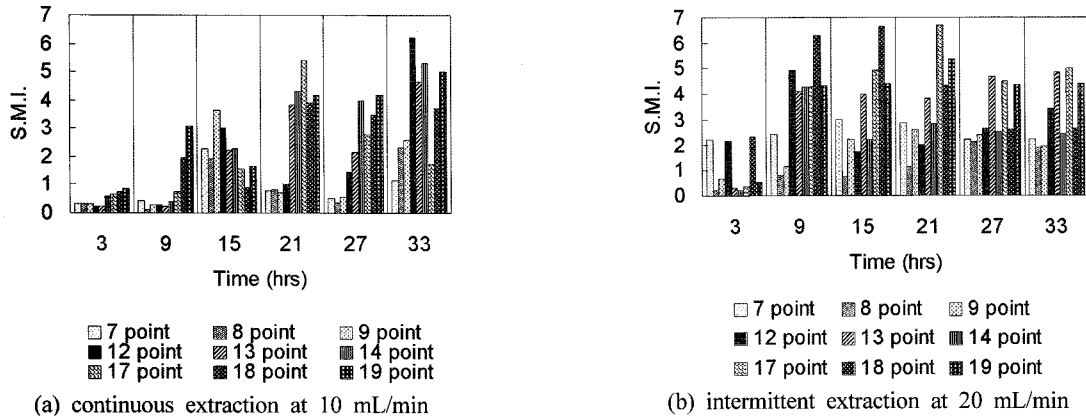 7
6
5
4
3
2
1
0
S.M.I.
3 9 15 21 27 33
Time (hrs)
7 point 8 point 9 point
12 point 13 point 14 point
17 point 18 point 19 point
(a) continuous extraction at 10 mL/min
7
6
5
4
3
2
1
0
S.M.I.
3 9 15 21 27 33
Time (hrs)
7 point 8 point 9 point
12 point 13 point 14 point
17 point 18 point 19 point
(b) intermittent extraction at 20 mL/min